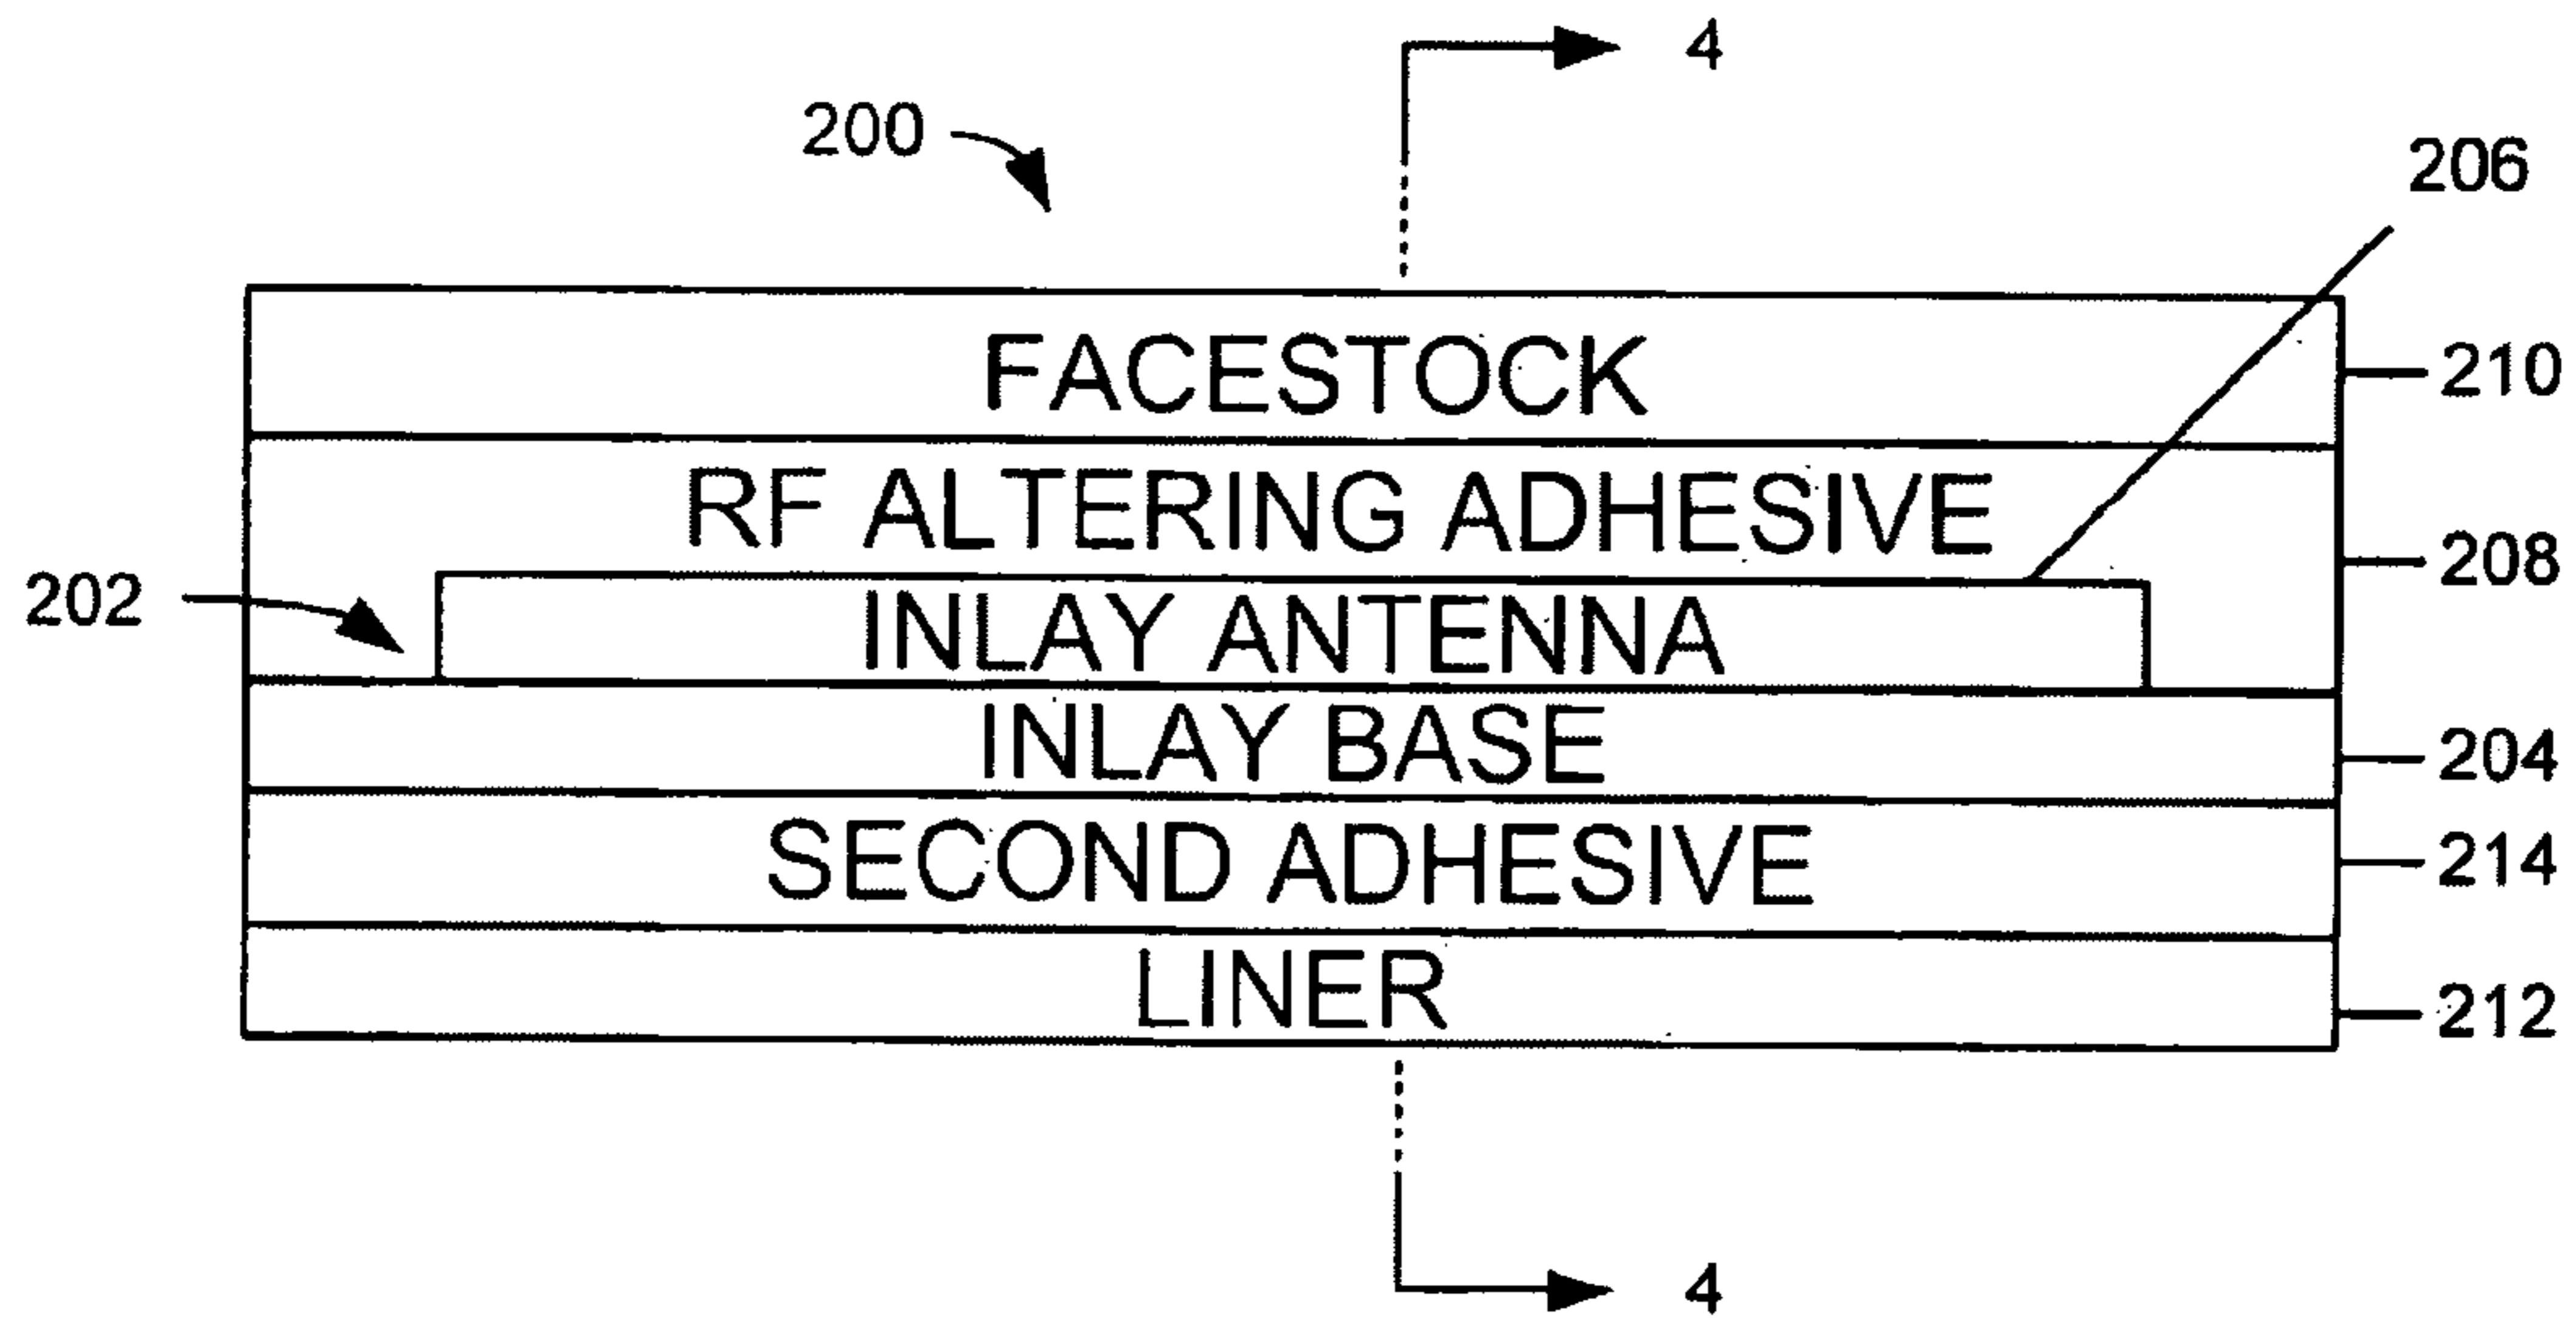 4
200
206
FACESTOCK
210
RF ALTERING ADHESIVE
208
202
INLAY ANTENNA
INLAY BASE
204
SECOND ADHESIVE
214
LINER
212
4